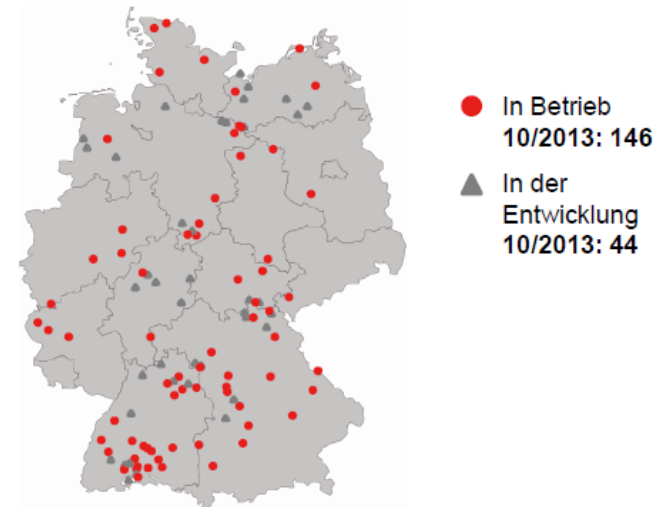 In Betrieb
10/2013: 146
In der
Entwicklung
10/2013: 44